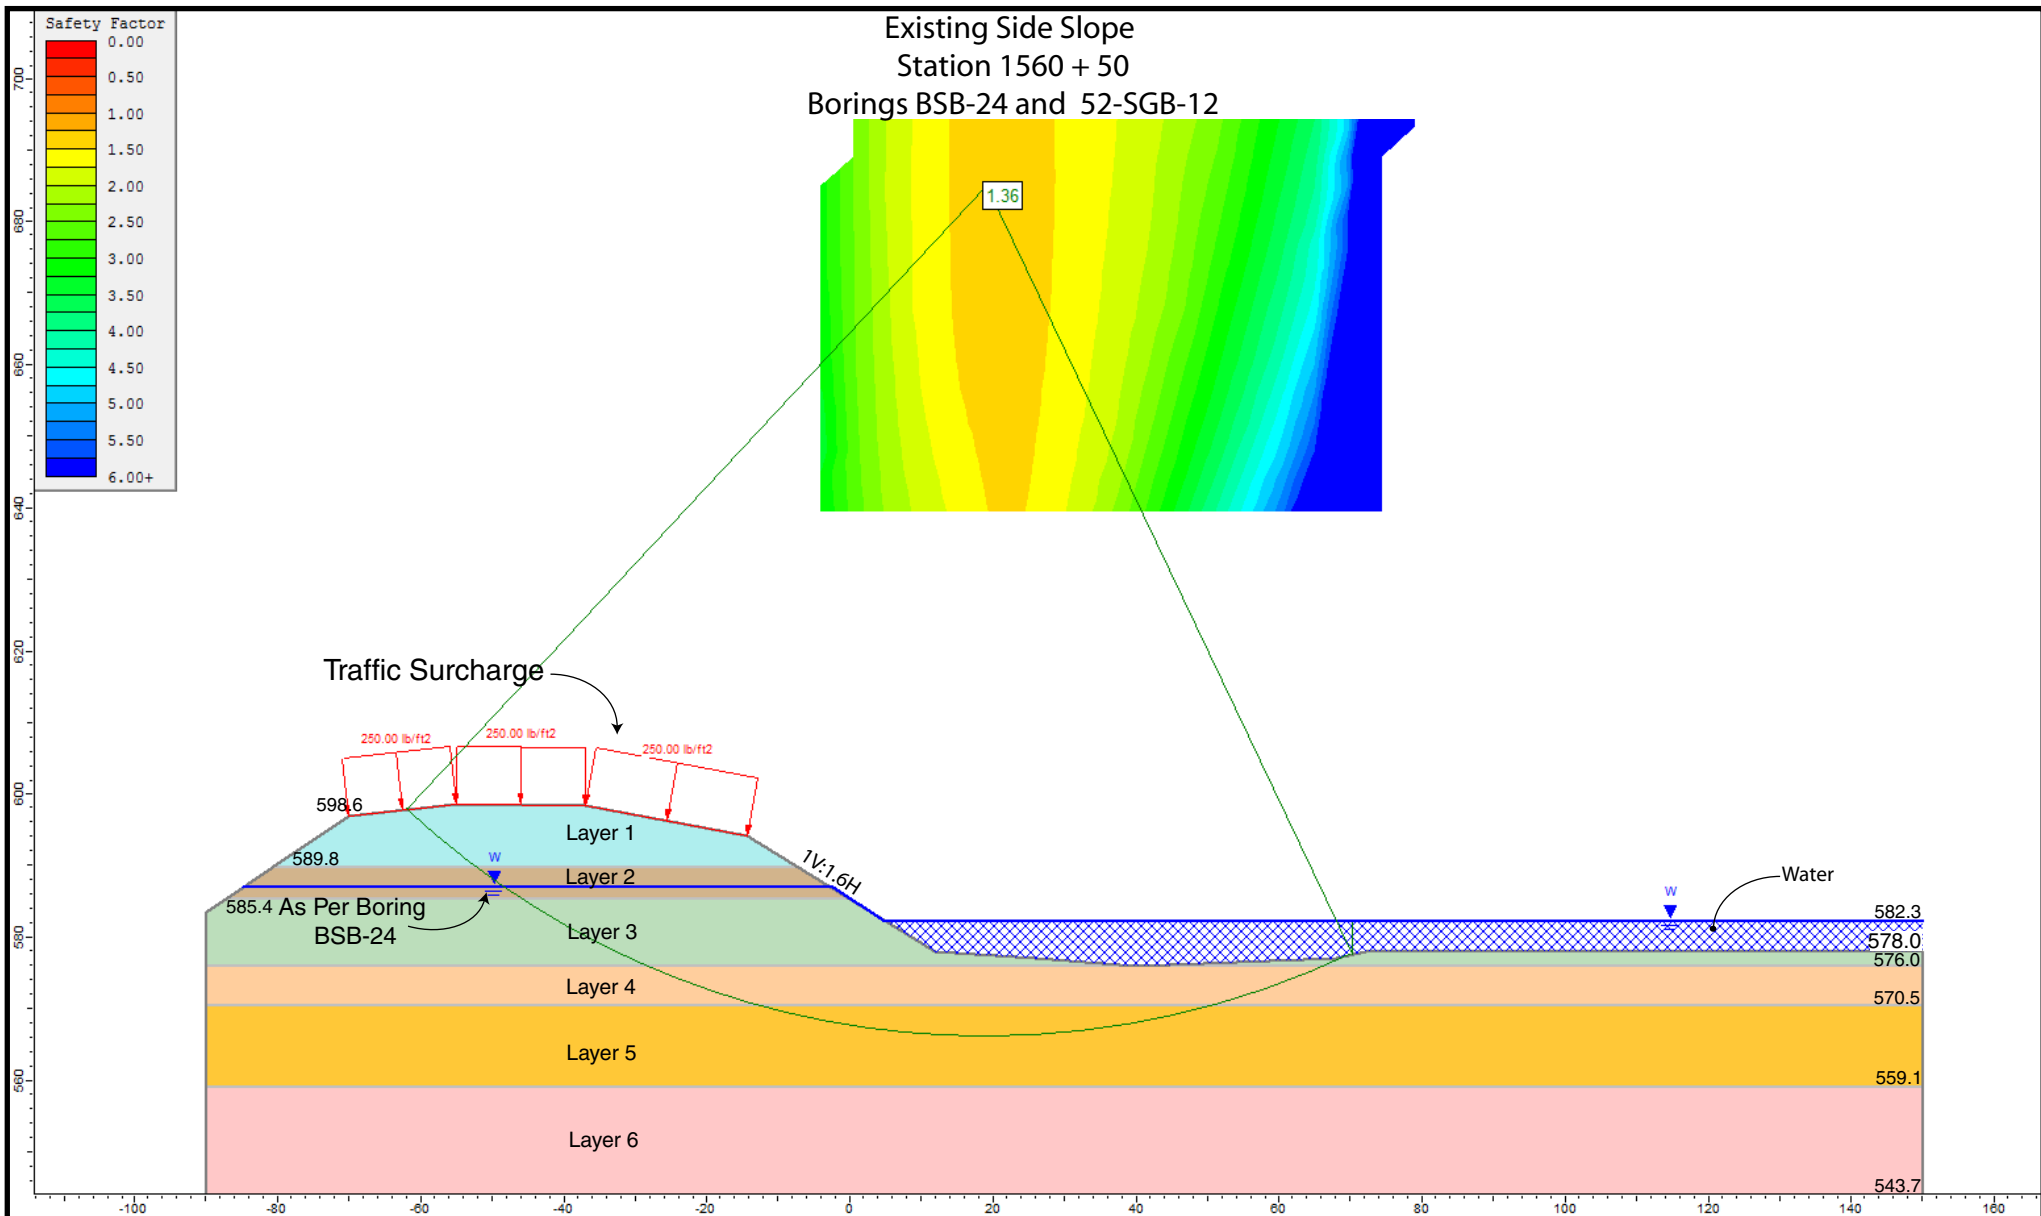 Existing Side Slope
Station 1560 + 50
Borings BSB-24 and 52-SGB-12
Safety Factor
0.00
0.50
1.00
1.50
2.00
2.50
3.00
3.50
4.00
4.50
5.00
5.50
6.00+
700
680
660
640
620
600
580
560
1.36
Traffic Surcharge
250.00 lb/ft2
250.00 lb/ft2
250.00 lb/ft2
598.6
Layer 1
589.8
W
Layer 2
1V:1.6H
585.4
As Per Boring
BSB-24
Layer 3
Water
W
582.3
578.0
576.0
Layer 4
570.5
Layer 5
559.1
Layer 6
543.7
-100
-80
-60
-40
-20
0
20
40
60
80
100
120
140
160